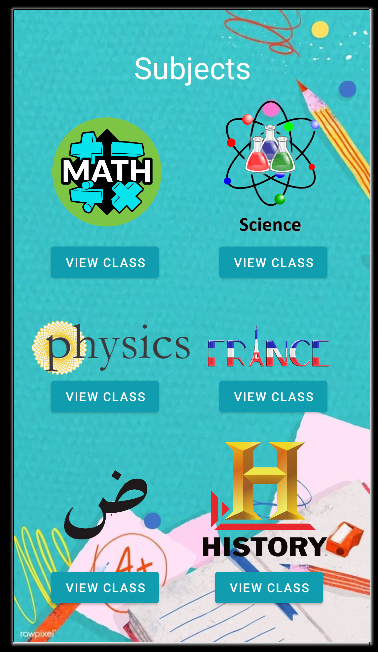 Subjects
MATH
Science
VIEW CLASS
VIEW CLASS
physics
FRANCE
VIEW CLASS
VIEW CLASS
ض
H
HISTORY
A+
VIEW CLASS
VIEW CLASS
rawpixel